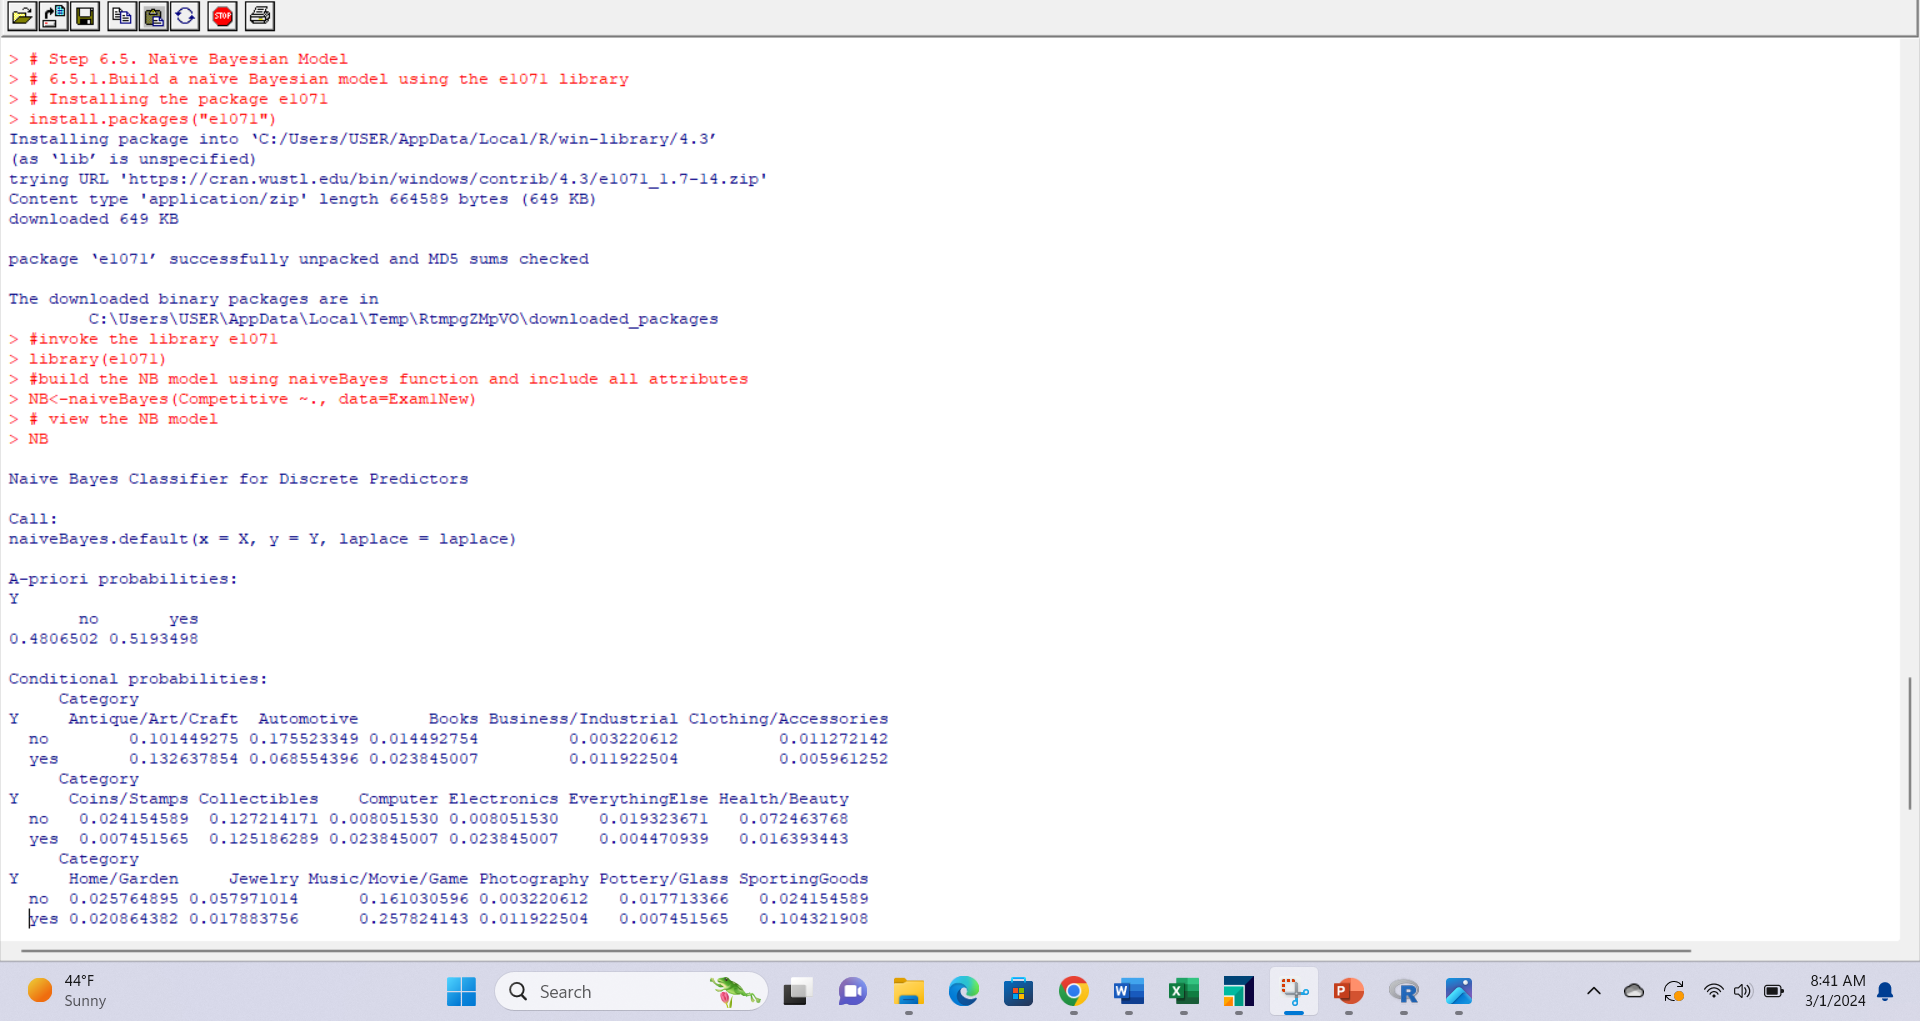 STOP
> # Step 6.5. Naïve Bayesian Model
> # 6.5.1.Build a naïve Bayesian model using the e1071 library
> # Installing the package e1071
> install.packages("e1071")
Installing package into ‘C:/Users/USER/AppData/Local/R/win-library/4.3’
(as ‘lib’ is unspecified)
trying URL 'https://cran.wustl.edu/bin/windows/contrib/4.3/e1071_1.7-14.zip'
Content type 'application/zip' length 664589 bytes (649 KB)
downloaded 649 KB
package ‘e1071’ successfully unpacked and MD5 sums checked
The downloaded binary packages are in
C:\Users\USER\AppData\Local\Temp\RtmpgZMpVO\downloaded_packages
> #invoke the library e1071
> library(e1071)
> #build the NB model using naiveBayes function and include all attributes
> NB<-naiveBayes(Competitive ~., data=Exam1New)
> # view the NB model
> NB
Naive Bayes Classifier for Discrete Predictors
Call:
naiveBayes.default(x = X, y = Y, laplace = laplace)
A-priori probabilities:
Y
no yes
0.4806502 0.5193498
Conditional probabilities:
Category
Y Antique/Art/Craft Automotive Books Business/Industrial Clothing/Accessories
no 0.101449275 0.175523349 0.014492754 0.003220612 0.011272142
yes 0.132637854 0.068554396 0.023845007 0.011922504 0.005961252
Category
Y Coins/Stamps Collectibles Computer Electronics EverythingElse Health/Beauty
no 0.024154589 0.127214171 0.008051530 0.008051530 0.019323671 0.072463768
yes 0.007451565 0.125186289 0.023845007 0.023845007 0.004470939 0.016393443
Category
Y Home/Garden Jewelry Music/Movie/Game Photography Pottery/Glass SportingGoods
no 0.025764895 0.057971014 0.161030596 0.003220612 0.017713366 0.024154589
yes 0.020864382 0.017883756 0.257824143 0.011922504 0.007451565 0.104321908
44°F
Sunny
Search
8:41 AM
3/1/2024